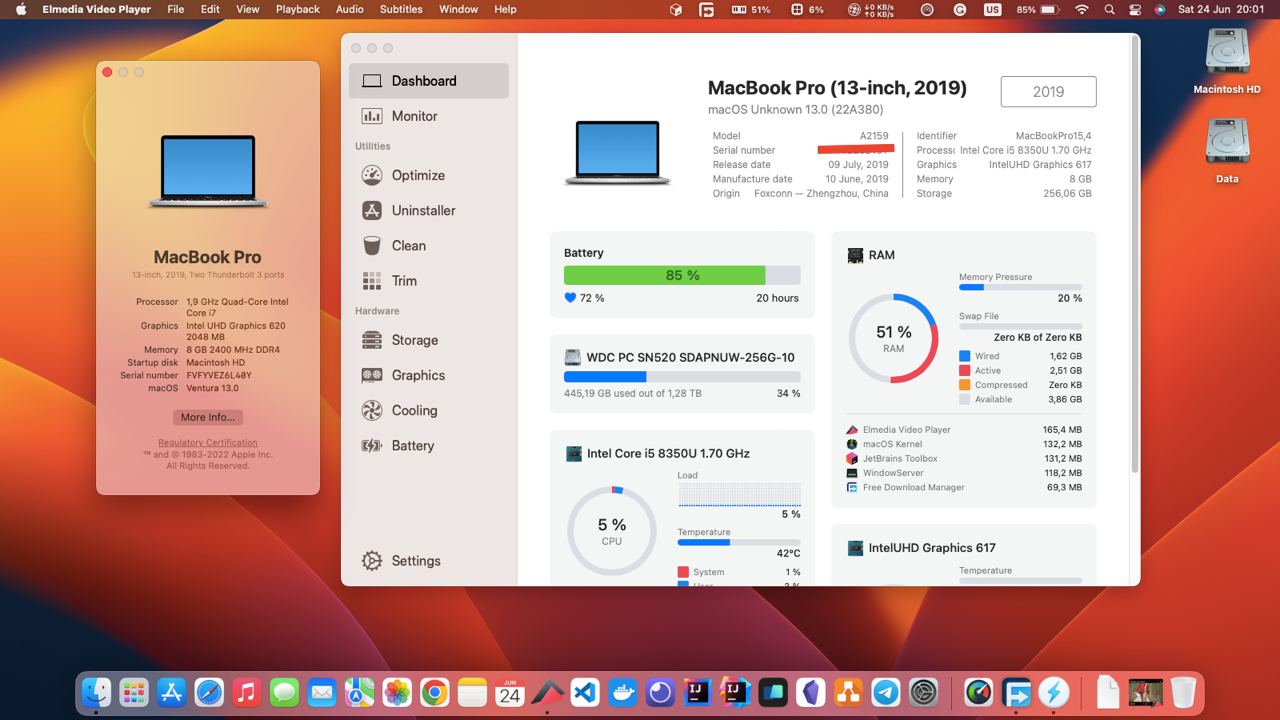 Elmedia Video Player File Edit View Playback Audio Subtitles Window Help 51% 6% 0 KB/s 0 KB/s US 85% Sat 24 Jun 20:01
Macintosh HD
Data
MacBook Pro
13-inch, 2019, Two Thunderbolt 3 ports
Processor 1,9 GHz Quad-Core Intel
Core i7
Graphics Intel UHD Graphics 620
2048 MB
Memory 8 GB 2400 MHz DDR4
Startup disk Macintosh HD
Serial number FVFYVEZ6L40Y
macOS Ventura 13.0
More Info...
Regulatory Certification
™ and © 1983-2022 Apple Inc.
All Rights Reserved.
Dashboard
Monitor
Utilities
Optimize
Uninstaller
Clean
Trim
Hardware
Storage
Graphics
Cooling
Battery
Settings
MacBook Pro (13-inch, 2019)
macOS Unknown 13.0 (22A380)
2019
Model A2159
Serial number
Release date 09 July, 2019
Manufacture date 10 June, 2019
Origin Foxconn — Zhengzhou, China
Identifier MacBookPro15,4
Process Intel Core i5 8350U 1.70 GHz
Graphics IntelUHD Graphics 617
Memory 8 GB
Storage 256,06 GB
Battery
85 %
72 % 20 hours
WDC PC SN520 SDAPNUW-256G-10
445,19 GB used out of 1,28 TB 34 %
Intel Core i5 8350U 1.70 GHz
Load
5 %
5 %
CPU
Temperature
42°C
System 1 %
User 3 %
RAM
51 %
RAM
Memory Pressure
20 %
Swap File
Zero KB of Zero KB
Wired 1,62 GB
Active 2,51 GB
Compressed Zero KB
Available 3,86 GB
Elmedia Video Player 165,4 MB
macOS Kernel 132,2 MB
JetBrains Toolbox 131,2 MB
WindowServer 118,2 MB
Free Download Manager 69,3 MB
IntelUHD Graphics 617
Temperature
JUN
24
IJ
IJ